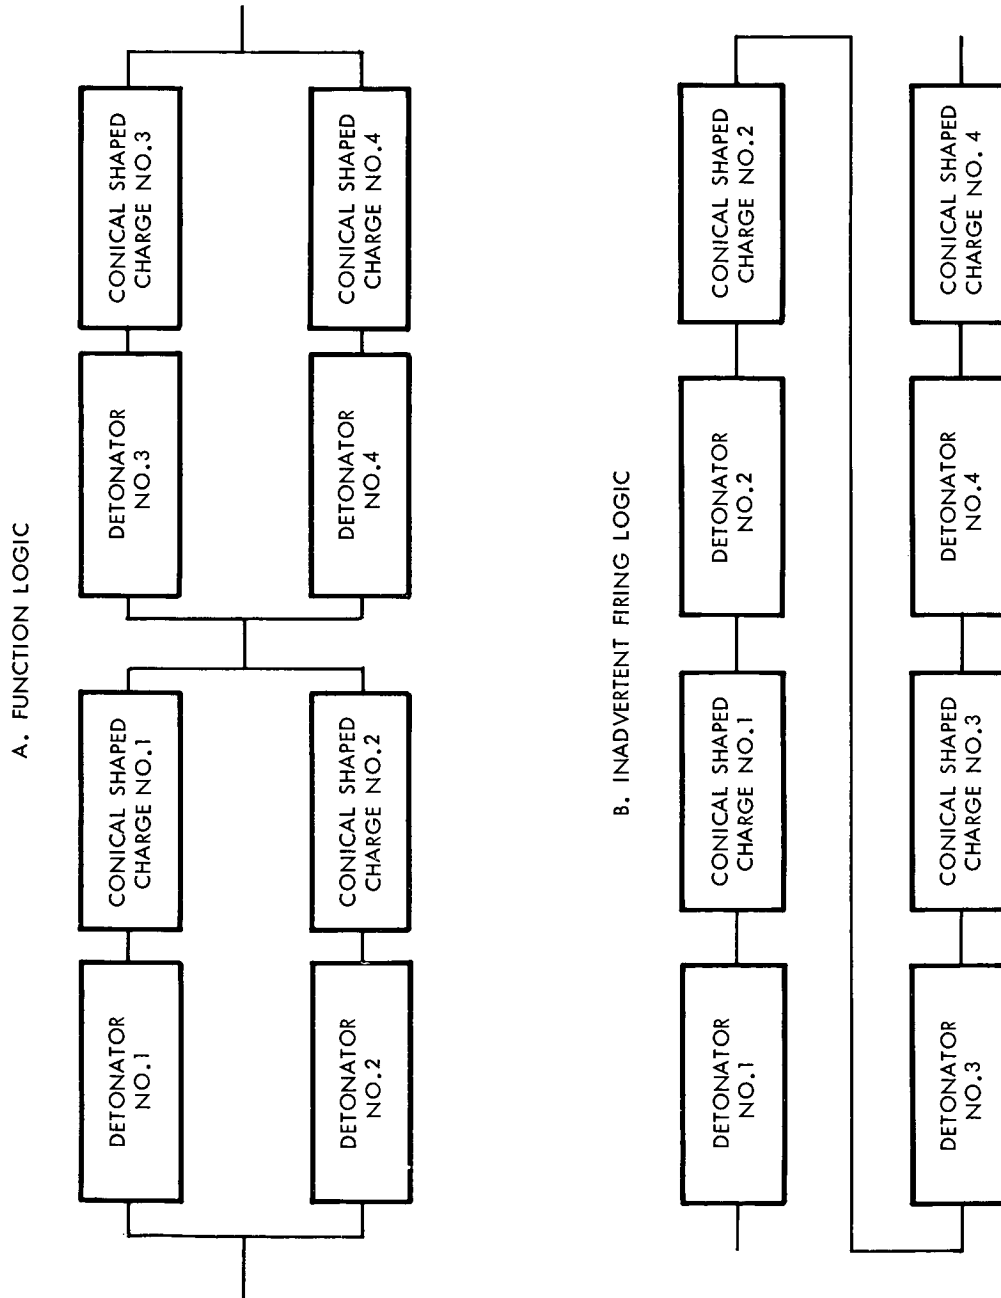 A. FUNCTION LOGIC
DETONATOR
NO.1
CONICAL SHAPED
CHARGE NO.1
DETONATOR
NO.3
CONICAL SHAPED
CHARGE NO.3
DETONATOR
NO.2
CONICAL SHAPED
CHARGE NO.2
DETONATOR
NO.4
CONICAL SHAPED
CHARGE NO.4
B. INADVERTENT FIRING LOGIC
DETONATOR
NO.1
CONICAL SHAPED
CHARGE NO.1
DETONATOR
NO.2
CONICAL SHAPED
CHARGE NO.2
DETONATOR
NO.3
CONICAL SHAPED
CHARGE NO.3
DETONATOR
NO.4
CONICAL SHAPED
CHARGE NO. 4